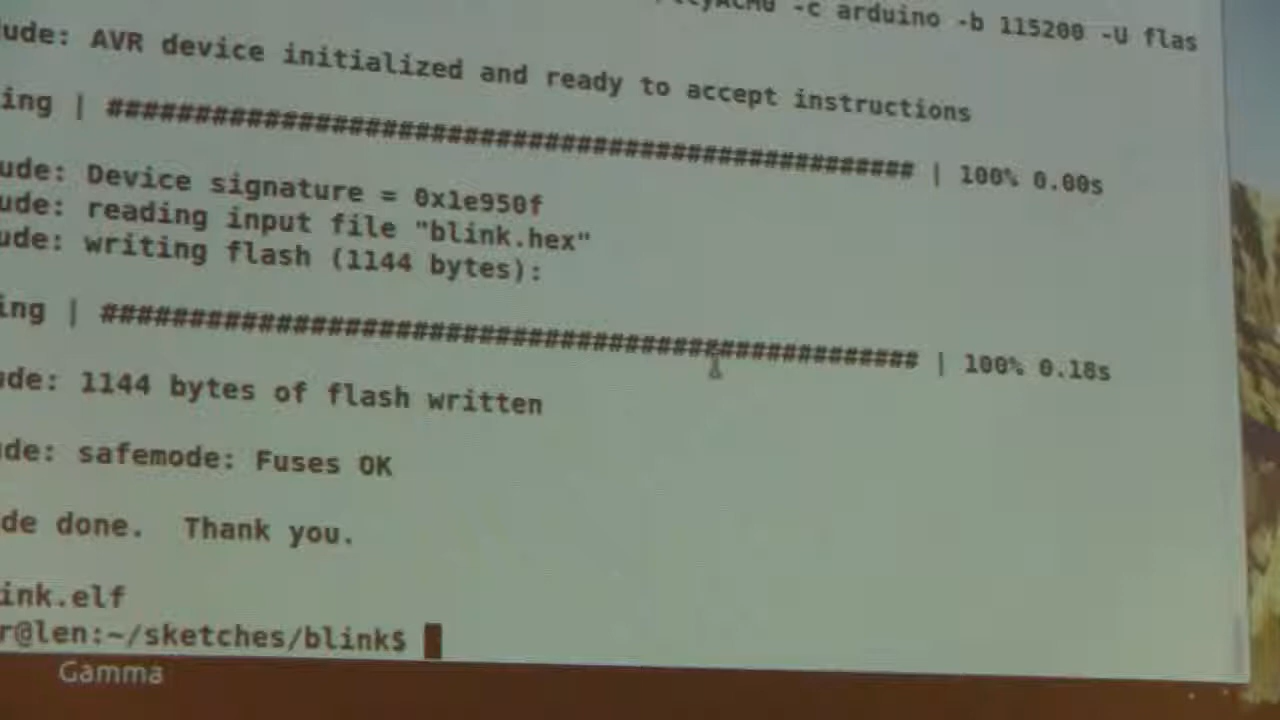 -c arduino -b 115200 -U flas
ude: AVR device initialized and ready to accept instructions
ing | ################################################## | 100% 0.00s
ude: Device signature = 0x1e950f
ude: reading input file "blink.hex"
ude: writing flash (1144 bytes):
ing | ################################################## | 100% 0.18s
ude: 1144 bytes of flash written
ude: safemode: Fuses OK
de done. Thank you.
ink.elf
r@len:~/sketches/blink$
Gamma